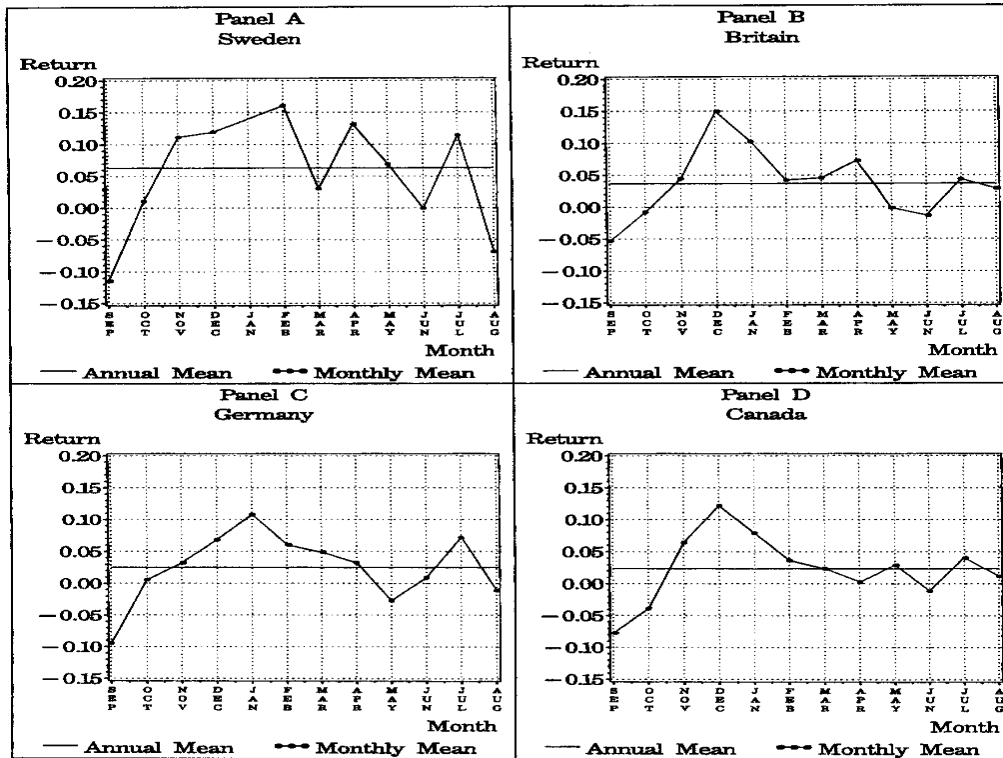 Panel A
Sweden
Return
0.20
0.15
0.10
0.05
0.00
−0.05
−0.10
−0.15
SEP OCT NOV DEC JAN FEB MAR APR MAY JUN JUL AUG
Month
Annual Mean Monthly Mean
Panel B
Britain
Return
0.20
0.15
0.10
0.05
0.00
−0.05
−0.10
−0.15
SEP OCT NOV DEC JAN FEB MAR APR MAY JUN JUL AUG
Month
Annual Mean Monthly Mean
Panel C
Germany
Return
0.20
0.15
0.10
0.05
0.00
−0.05
−0.10
−0.15
SEP OCT NOV DEC JAN FEB MAR APR MAY JUN JUL AUG
Month
Annual Mean Monthly Mean
Panel D
Canada
Return
0.20
0.15
0.10
0.05
0.00
−0.05
−0.10
−0.15
SEP OCT NOV DEC JAN FEB MAR APR MAY JUN JUL AUG
Month
Annual Mean Monthly Mean